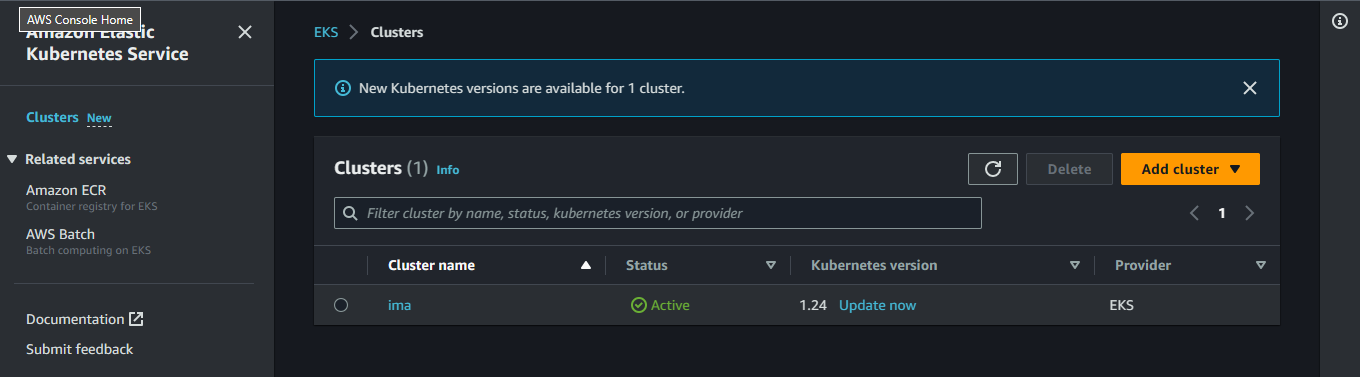 AWS Console Home
Amazon Elastic
Kubernetes Service
Clusters New
Related services
Amazon ECR
Container registry for EKS
AWS Batch
Batch computing on EKS
Documentation
Submit feedback
EKS > Clusters
New Kubernetes versions are available for 1 cluster.
Clusters (1) Info
Delete
Add cluster
Filter cluster by name, status, kubernetes version, or provider
1
Cluster name Status Kubernetes version Provider
ima Active 1.24 Update now EKS